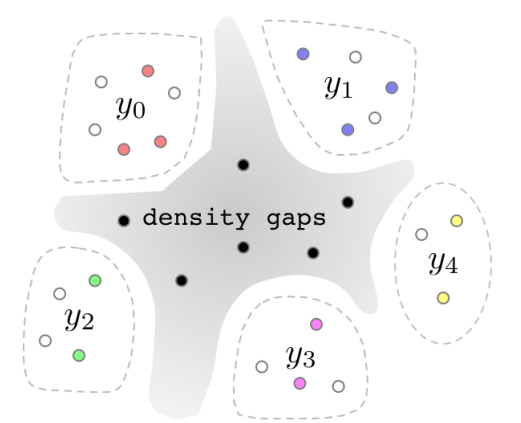 y₀
y₁
density gaps
y₂
y₃
y₄